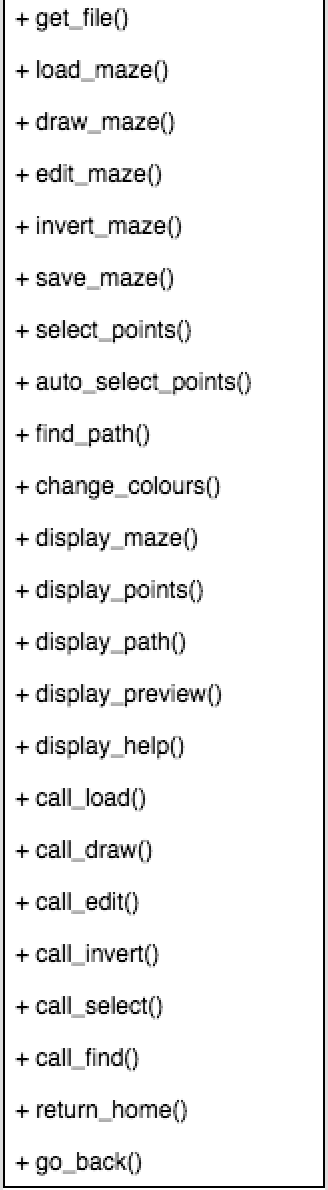 + get_file()
+ load_maze()
+ draw_maze()
+ edit_maze()
+ invert_maze()
+ save_maze()
+ select_points()
+ auto_select_points()
+ find_path()
+ change_colours()
+ display_maze()
+ display_points()
+ display_path()
+ display_preview()
+ display_help()
+ call_load()
+ call_draw()
+ call_edit()
+ call_invert()
+ call_select()
+ call_find()
+ return_home()
+ go_back()